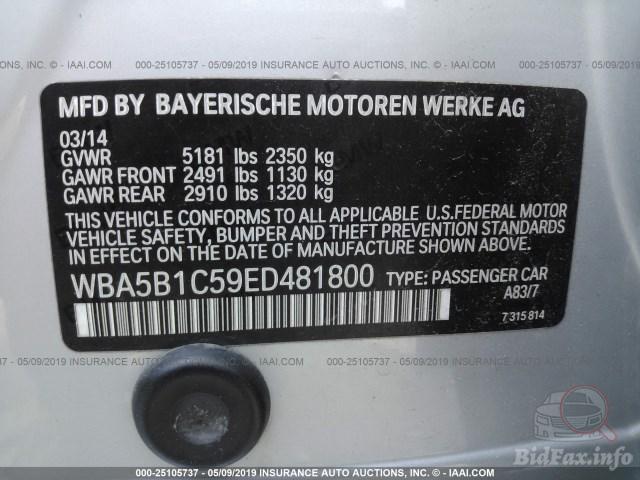 000-25105737 - 05/09/2019 INSURANCE AUTO AUCTIONS, INC. - © IAAI.COM
MFD BY BAYERISCHE MOTOREN WERKE AG
03/14
GVWR 5181 lbs 2350 kg
GAWR FRONT 2491 lbs 1130 kg
GAWR REAR 2910 lbs 1320 kg
THIS VEHICLE CONFORMS TO ALL APPLICABLE U.S.FEDERAL MOTOR
VEHICLE SAFETY, BUMPER AND THEFT PREVENTION STANDARDS
IN EFFECT ON THE DATE OF MANUFACTURE SHOWN ABOVE.
WBA5B1C59ED481800 TYPE: PASSENGER CAR
A83/7
7 315 814
000-25105737 - 05/09/2019 INSURANCE AUTO AUCTIONS, INC. - © IAAI.COM
BidFax.info
000-25105737 - 05/09/2019 INSURANCE AUTO AUCTIONS, INC. - © IAAI.COM